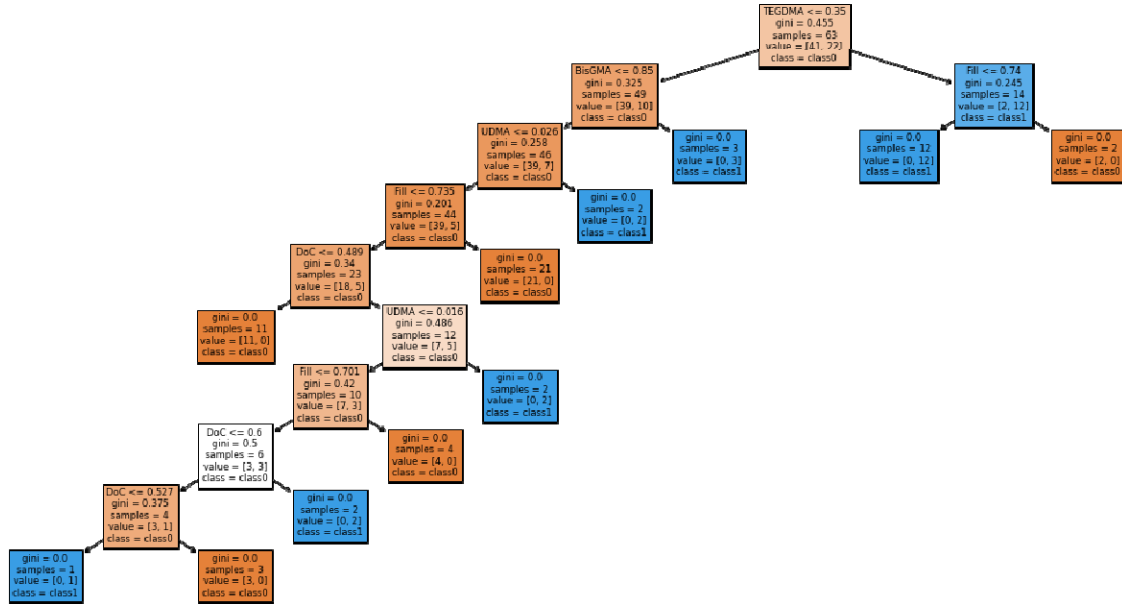 TEGDMA <= 0.35
gini = 0.455
samples = 63
value = [41, 22]
class = class0
BisGMA <= 0.85
gini = 0.325
samples = 49
value = [39, 10]
class = class0
Fill <= 0.74
gini = 0.245
samples = 14
value = [2, 12]
class = class1
UDMA <= 0.026
gini = 0.258
samples = 46
value = [39, 7]
class = class0
gini = 0.0
samples = 3
value = [0, 3]
class = class1
gini = 0.0
samples = 12
value = [0, 12]
class = class1
gini = 0.0
samples = 2
value = [2, 0]
class = class0
Fill <= 0.735
gini = 0.201
samples = 44
value = [39, 5]
class = class0
gini = 0.0
samples = 2
value = [0, 2]
class = class1
DoC <= 0.489
gini = 0.34
samples = 23
value = [18, 5]
class = class0
gini = 0.0
samples = 21
value = [21, 0]
class = class0
gini = 0.0
samples = 11
value = [11, 0]
class = class0
UDMA <= 0.016
gini = 0.486
samples = 12
value = [7, 5]
class = class0
Fill <= 0.701
gini = 0.42
samples = 10
value = [7, 3]
class = class0
gini = 0.0
samples = 2
value = [0, 2]
class = class1
DoC <= 0.6
gini = 0.5
samples = 6
value = [3, 3]
class = class0
gini = 0.0
samples = 4
value = [4, 0]
class = class0
DoC <= 0.527
gini = 0.375
samples = 4
value = [3, 1]
class = class0
gini = 0.0
samples = 2
value = [0, 2]
class = class1
gini = 0.0
samples = 1
value = [0, 1]
class = class1
gini = 0.0
samples = 3
value = [3, 0]
class = class0